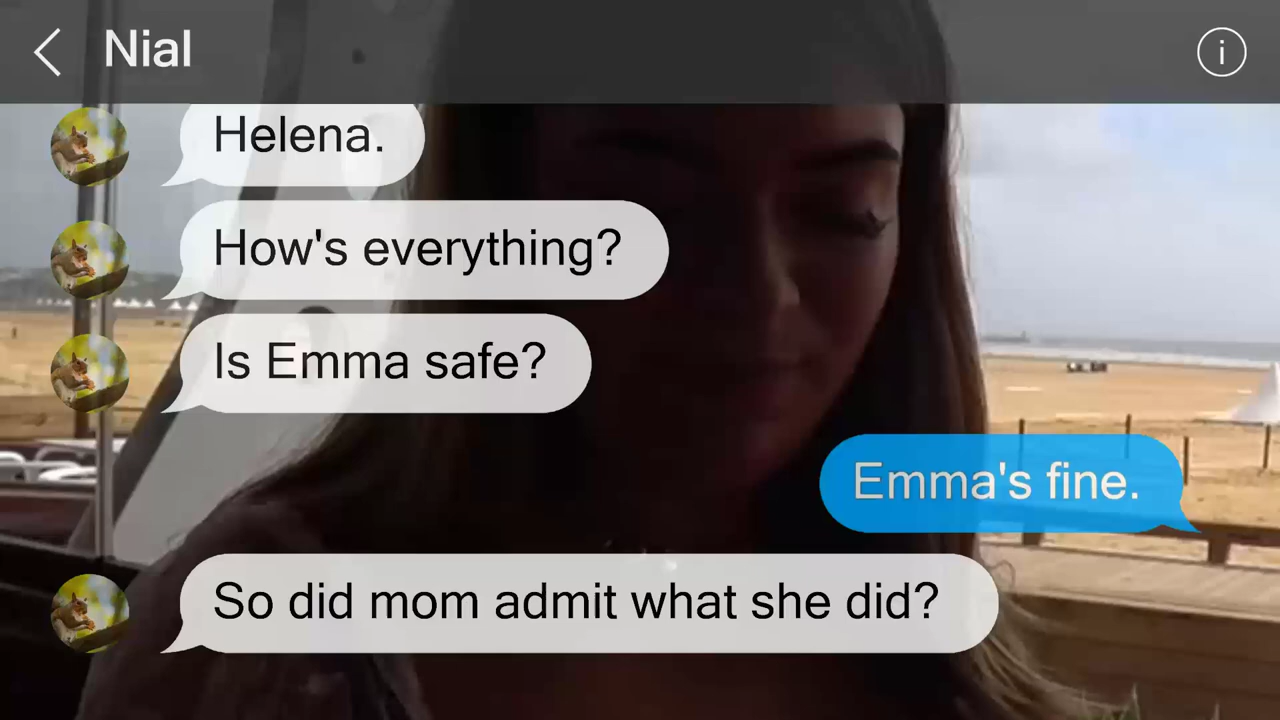 Nial
Helena.
How's everything?
Is Emma safe?
Emma's fine.
So did mom admit what she did?